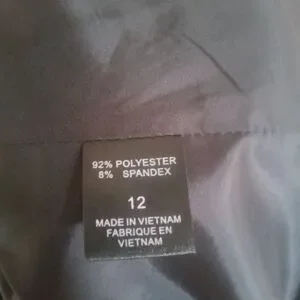 92% POLYESTER
8% SPANDEX
12
MADE IN VIETNAM
FABRIQUE EN
VIETNAM